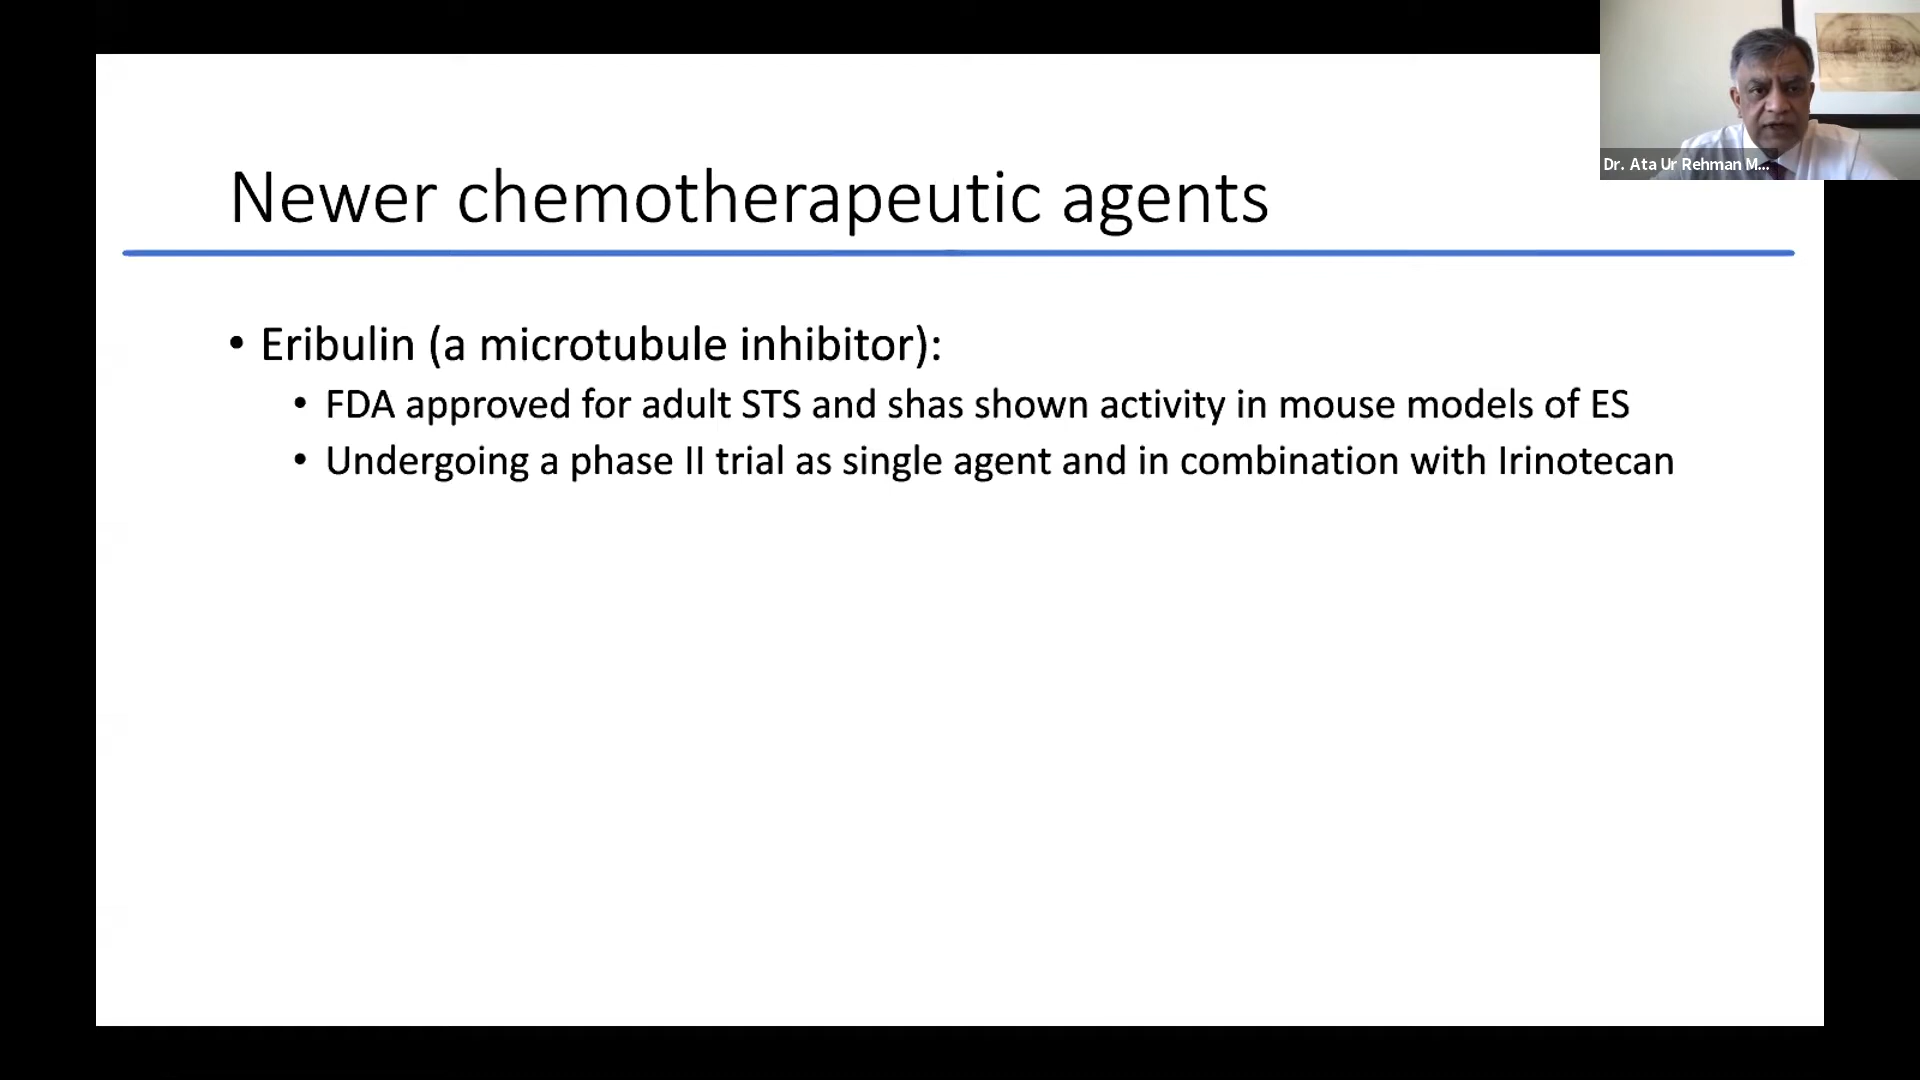 Newer chemotherapeutic agents
• Eribulin (a microtubule inhibitor):
• FDA approved for adult STS and shas shown activity in mouse models of ES
• Undergoing a phase II trial as single agent and in combination with Irinotecan
Dr. Ata Ur Rehman M...